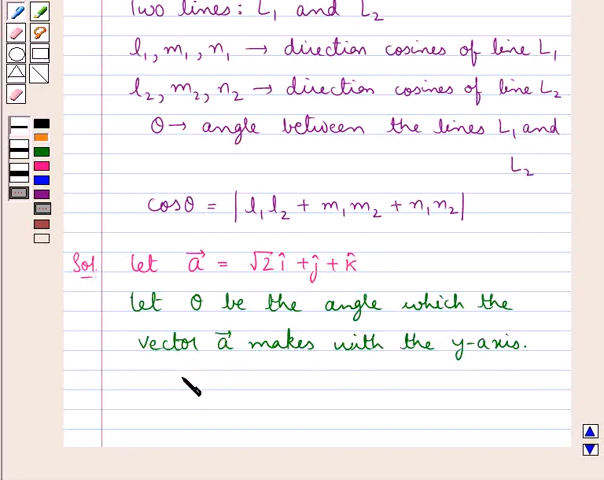 Two lines: L₁ and L₂
l₁, m₁, n₁ → direction cosines of line L₁
l₂, m₂, n₂ → direction cosines of line L₂
θ → angle between the lines L₁ and
L₂
cosθ = | l₁l₂ + m₁m₂ + n₁n₂ |
Sol. Let a⃗ = √2 î + ĵ + k̂
Let θ be the angle which the
vector a⃗ makes with the y-axis.